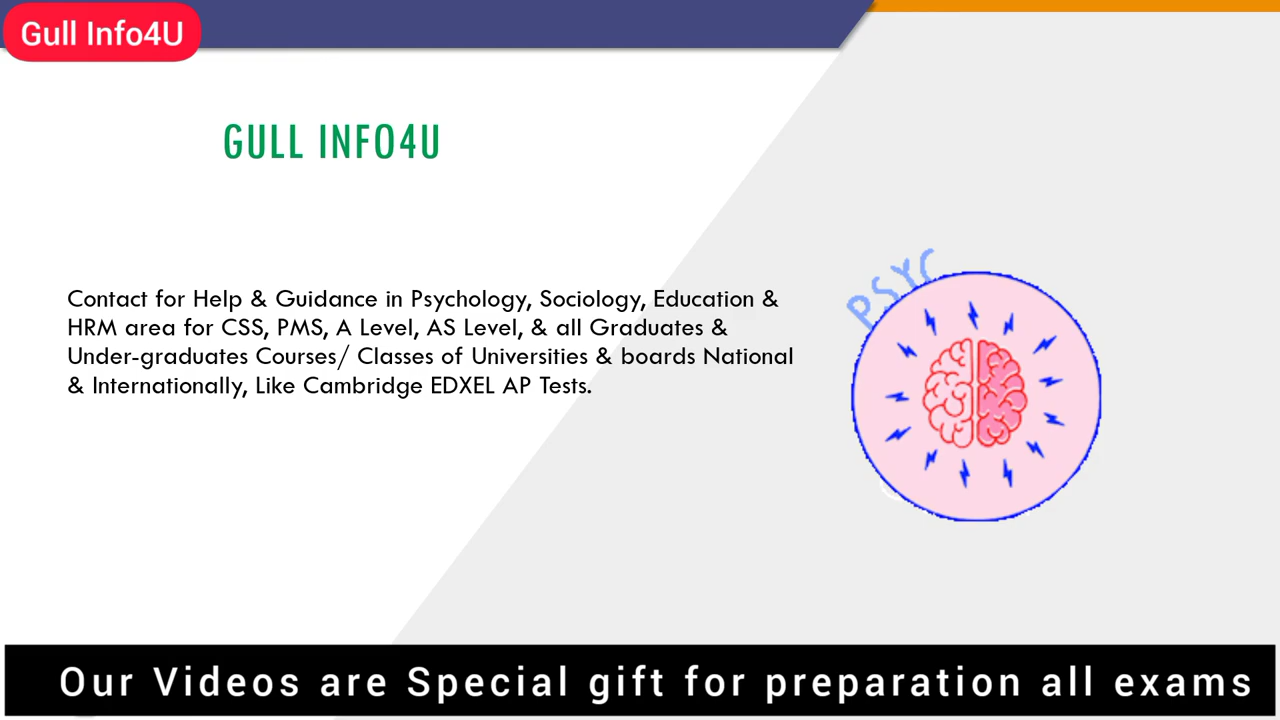 Gull Info4U
GULL INFO4U
PSYC
Contact for Help & Guidance in Psychology, Sociology, Education &
HRM area for CSS, PMS, A Level, AS Level, & all Graduates &
Under-graduates Courses/ Classes of Universities & boards National
& Internationally, Like Cambridge EDXEL AP Tests.
Our Videos are Special gift for preparation all exams